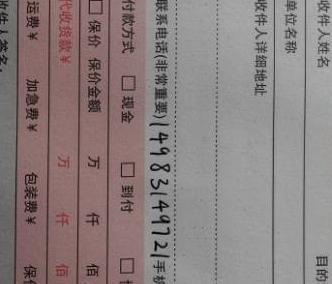 收件人姓名 目的
单位名称
收件人详细地址
联系电话(非常重要)14983149721手机
付款方式 □现金 □到付 □
□保价 保价金额 万 仟 佰
代收货款¥ 万 仟 佰
运费¥ 加急费¥ 包装费¥ 保
收件人签名: